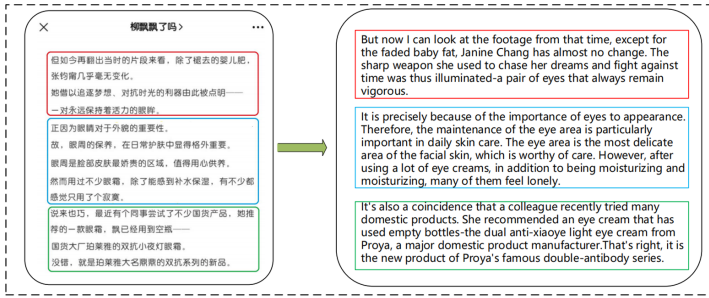 柳飘飘了吗>
但如今再翻出当时的片段来看，除了褪去的婴儿肥，
张钧甯几乎毫无变化。
她借以追逐梦想、对抗时光的利器由此被点明——
一对永远保持着活力的眼眸。
正因为眼睛对于外貌的重要性。
故，眼周的保养，在日常护肤中显得格外重要。
眼周是脸部皮肤最娇贵的区域，值得用心供养。
然而用过不少眼霜，除了能感到补水保湿，有不少都
感觉只用了个寂寞。
说来也巧，最近有个同事尝试了不少国货产品，她推
荐的一款眼霜，飘已经用到空瓶——
国货大厂珀莱雅的双抗小夜灯眼霜。
没错，就是珀莱雅大名鼎鼎的双抗系列的新品。
But now I can look at the footage from that time, except for
the faded baby fat, Janine Chang has almost no change. The
sharp weapon she used to chase her dreams and fight against
time was thus illuminated-a pair of eyes that always remain
vigorous.
It is precisely because of the importance of eyes to appearance.
Therefore, the maintenance of the eye area is particularly
important in daily skin care. The eye area is the most delicate
area of the facial skin, which is worthy of care. However, after
using a lot of eye creams, in addition to being moisturizing and
moisturizing, many of them feel lonely.
It's also a coincidence that a colleague recently tried many
domestic products. She recommended an eye cream that has
used empty bottles-the dual anti-xiaoye light eye cream from
Proya, a major domestic product manufacturer.That's right, it is
the new product of Proya's famous double-antibody series.